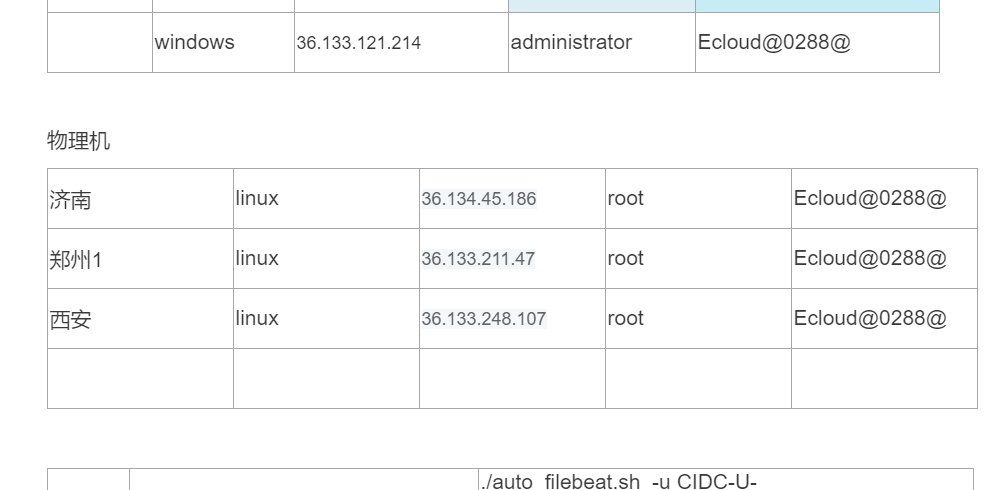 windows 36.133.121.214 administrator Ecloud@0288@
物理机
济南 linux 36.134.45.186 root Ecloud@0288@
郑州1 linux 36.133.211.47 root Ecloud@0288@
西安 linux 36.133.248.107 root Ecloud@0288@
./auto_filebeat.sh -u CIDC-U-